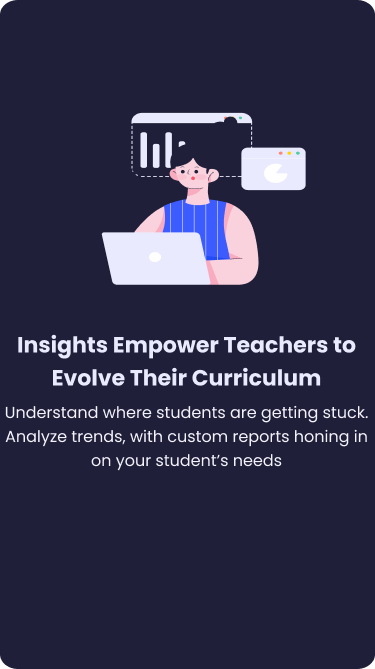 Insights Empower Teachers to
Evolve Their Curriculum
Understand where students are getting stuck.
Analyze trends, with custom reports honing in
on your student’s needs